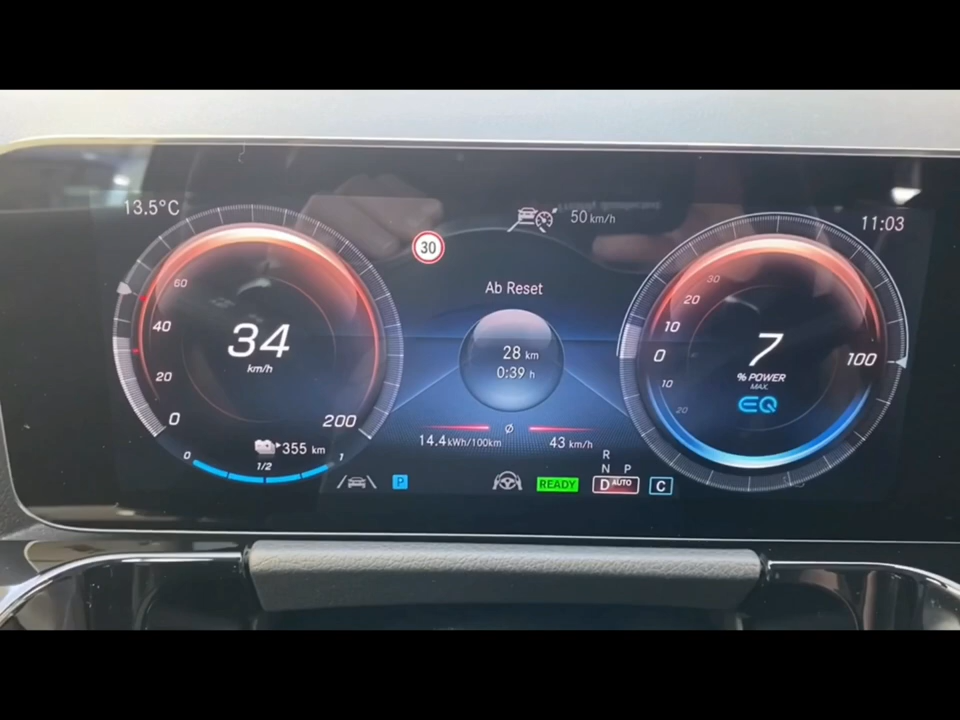 13.5°C
50 km/h
11:03
30
Ab Reset
60
40
20
0
34
km/h
200
28 km
0:39 h
30
20
10
0
10
20
7
100
% POWER
MAX.
EQ
355 km
0
1/2
1
ø
14.4 kWh/100km
43 km/h
R
N P
P
READY
D AUTO
C